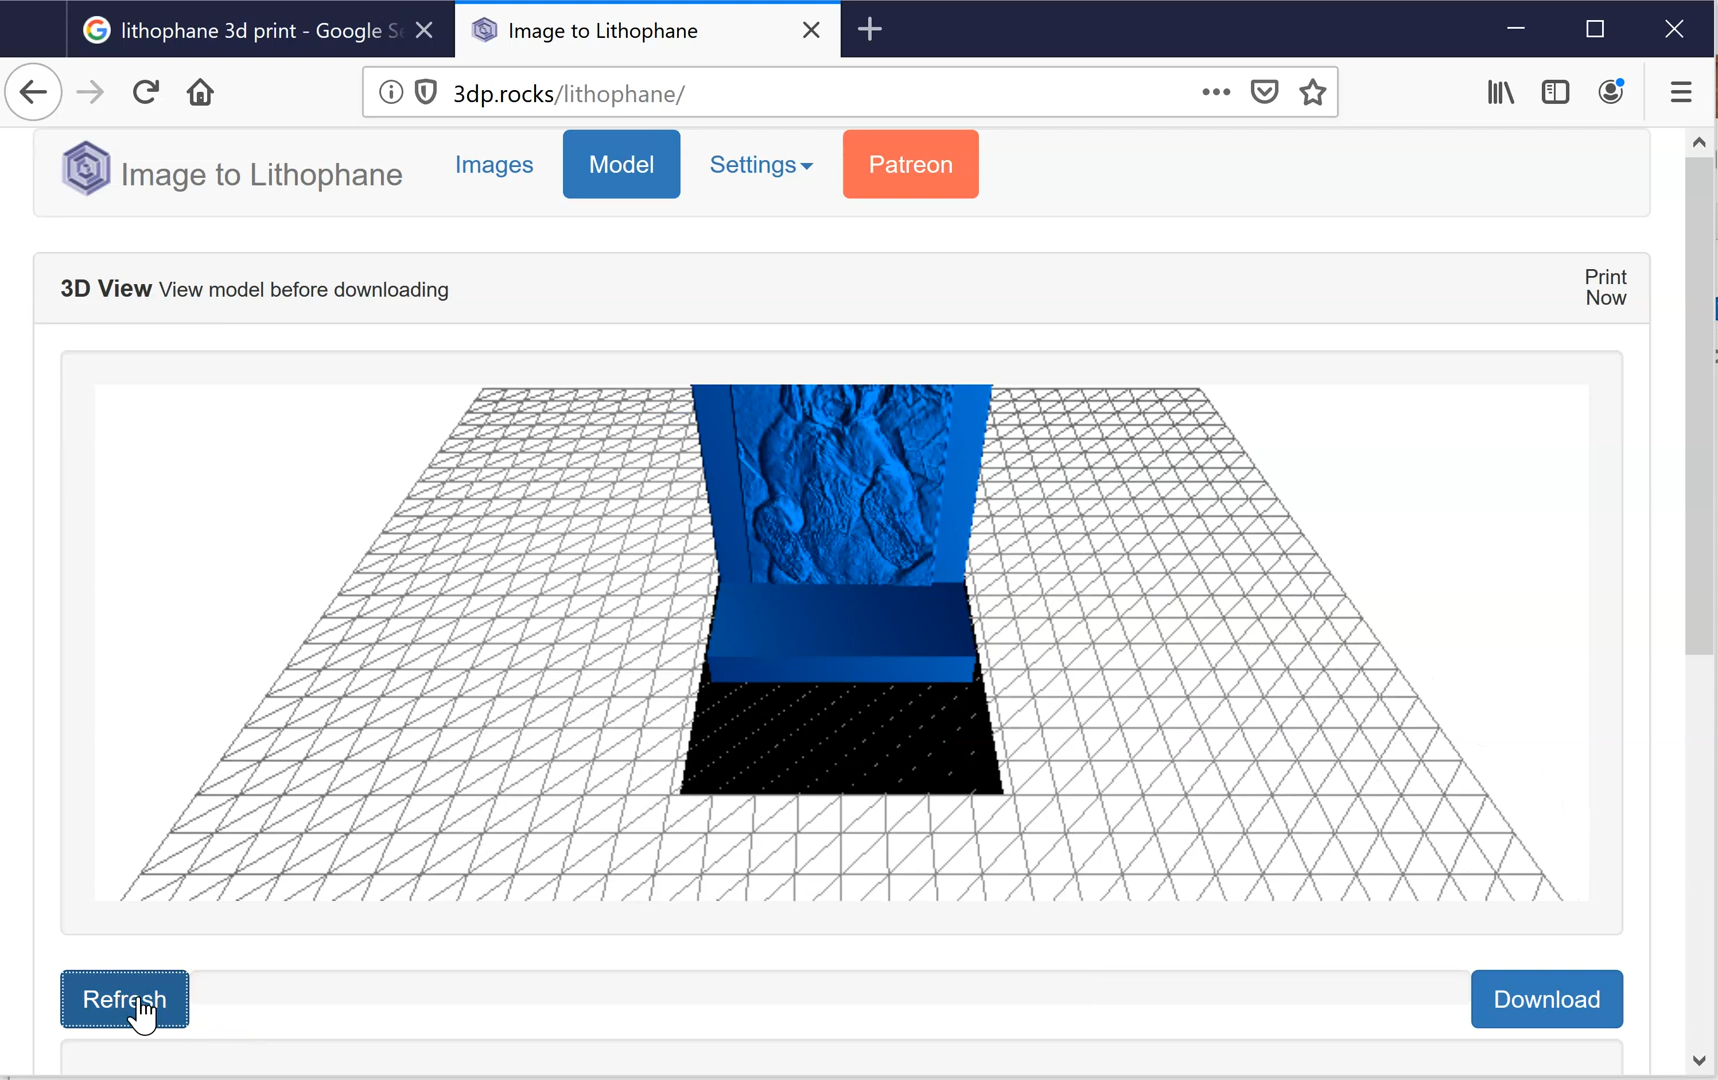 lithophane 3d print - Google Se
Image to Lithophane
3dp.rocks/lithophane/
Image to Lithophane
Images
Model
Settings
Patreon
3D View View model before downloading
Print
Now
Refresh
Download